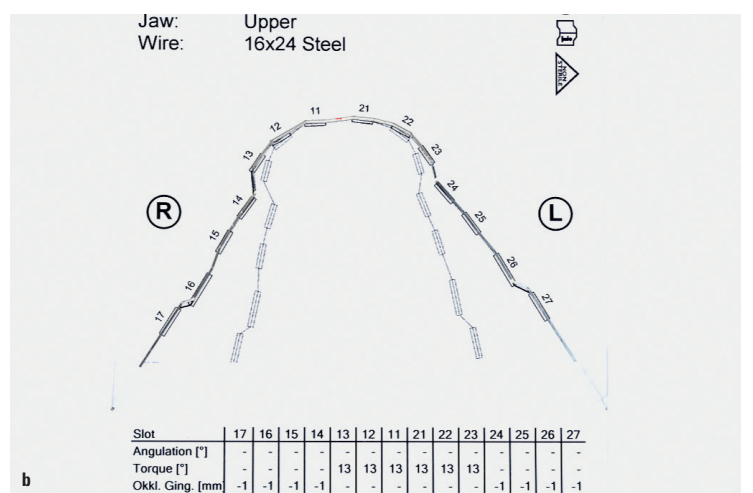 Jaw: Upper
Wire: 16x24 Steel
NON
STERILE
11
21
12
22
13
23
14
24
15
25
R
L
16
26
17
27
Slot 17 16 15 14 13 12 11 21 22 23 24 25 26 27
Angulation [°] - - - - - - - - - - - - - -
Torque [°] - - - - 13 13 13 13 13 13 - - - -
Okkl. Ging. [mm -1 -1 -1 -1 - - - - - - -1 -1 -1 -1
b